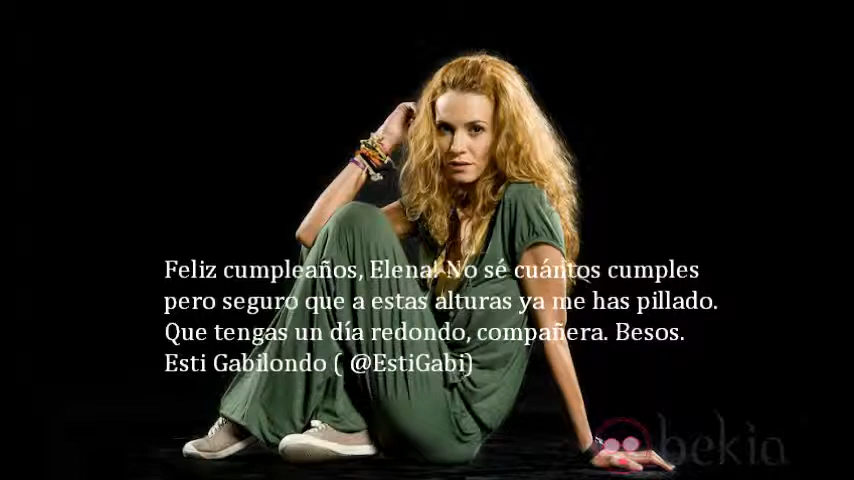 Feliz cumpleaños, Elena! No sé cuántos cumples
pero seguro que a estas alturas ya me has pillado.
Que tengas un día redondo, compañera. Besos.
Esti Gabilondo ( @EstiGabi)
bekia